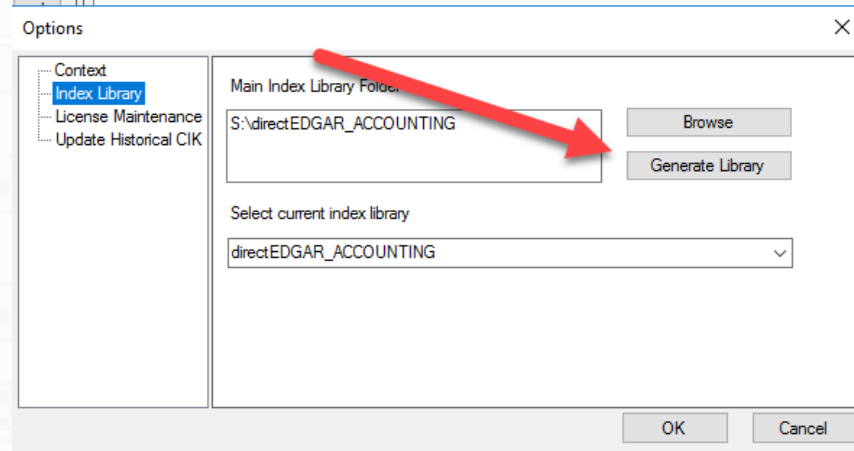 Options
Context
Index Library
License Maintenance
Update Historical CIK
Main Index Library Folder
S:\directEDGAR_ACCOUNTING
Browse
Generate Library
Select current index library
directEDGAR_ACCOUNTING
OK
Cancel